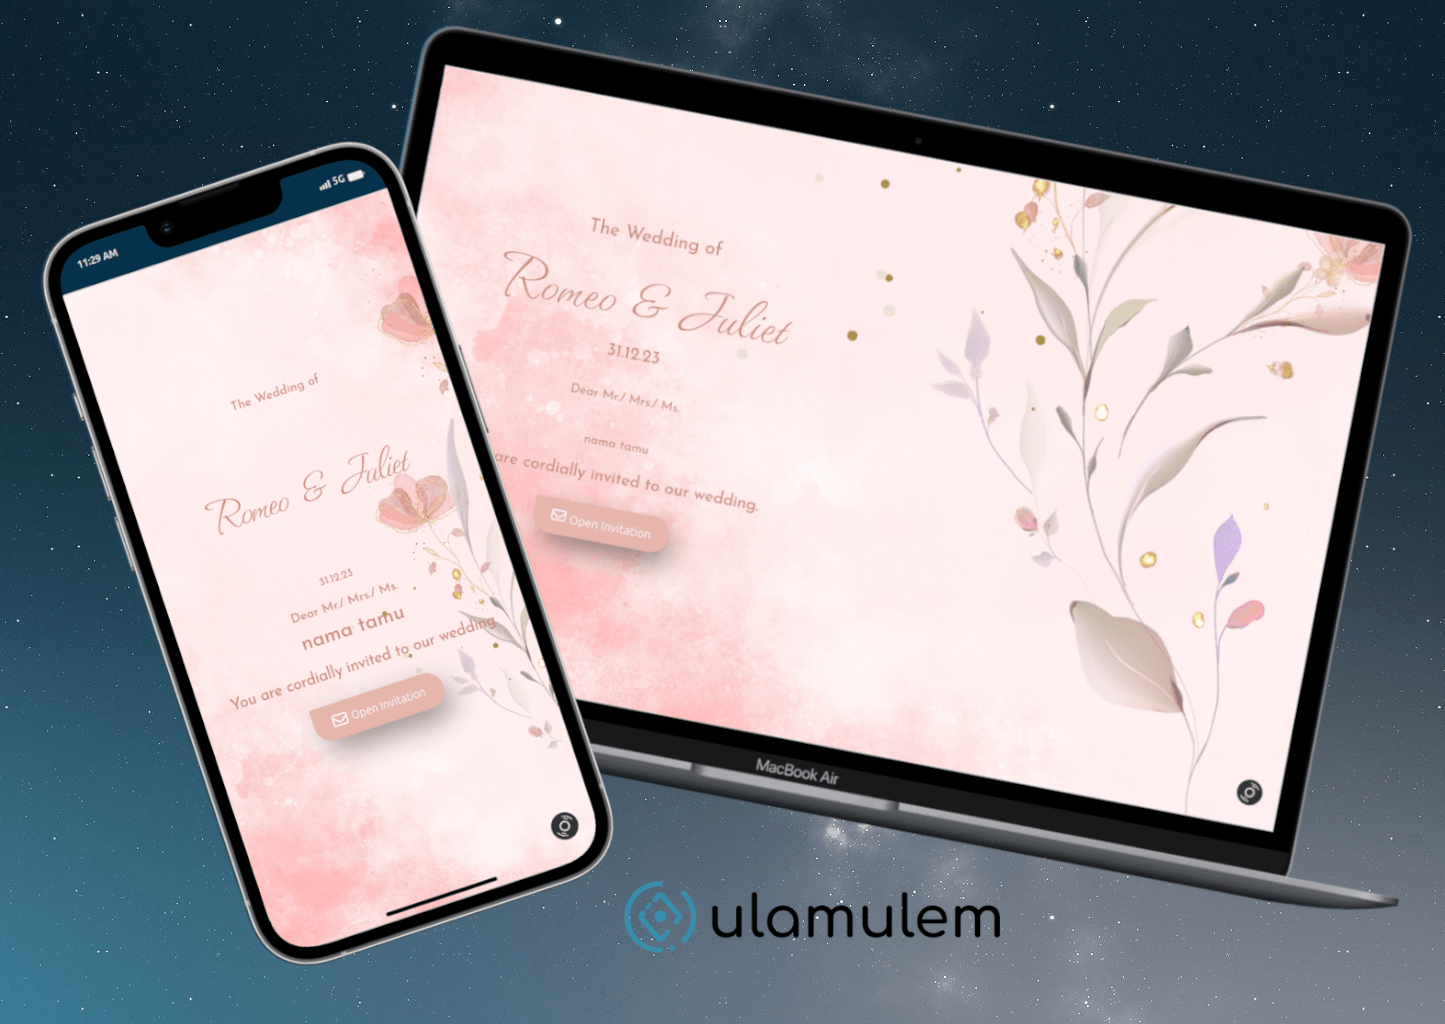 11:29 AM
5G
The Wedding of
Romeo & Juliet
31.12.23
Dear Mr./ Mrs./ Ms.
nama tamu
You are cordially invited to our wedding.
Open Invitation
The Wedding of
Romeo & Juliet
31.12.23
Dear Mr./ Mrs./ Ms.
nama tamu
are cordially invited to our wedding.
Open Invitation
MacBook Air
ulamulem